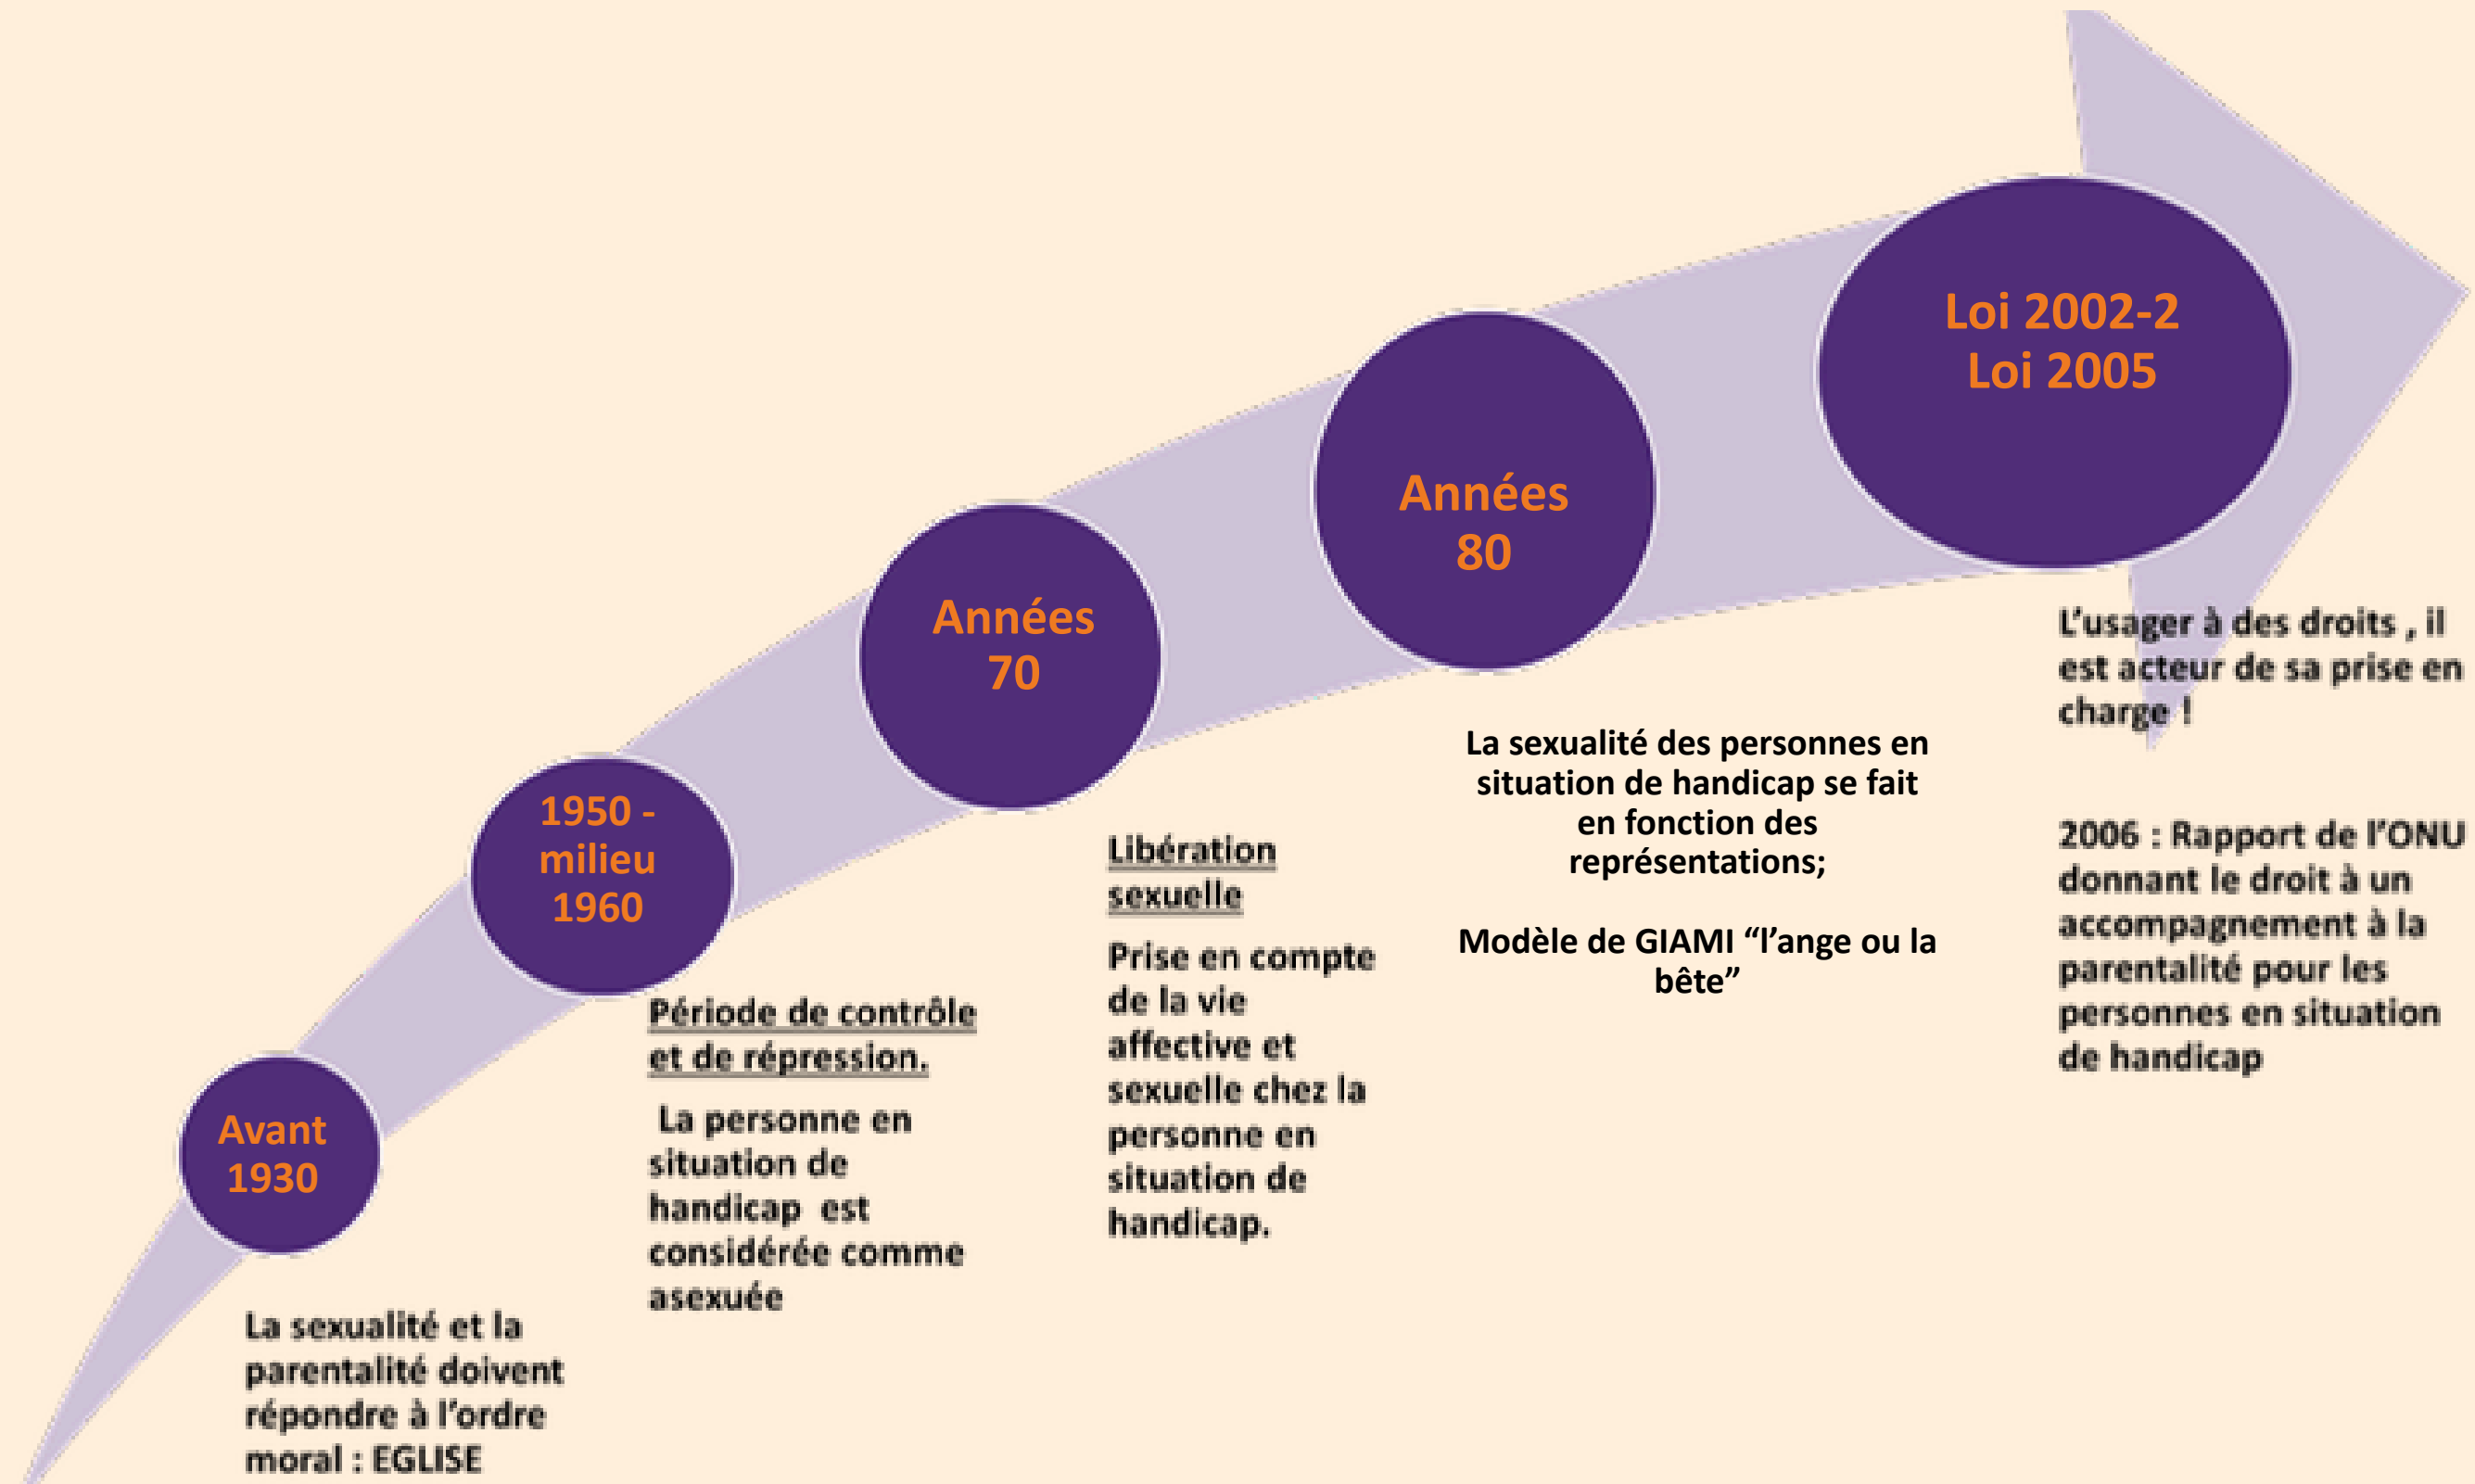 Avant
1930
La sexualité et la
parentalité doivent
répondre à l'ordre
moral : EGLISE
1950 -
milieu
1960
Période de contrôle
et de répression.
La personne en
situation de
handicap est
considérée comme
asexuée
Années
70
Libération
sexuelle
Prise en compte
de la vie
affective et
sexuelle chez la
personne en
situation de
handicap.
Années
80
La sexualité des personnes en
situation de handicap se fait
en fonction des
représentations;
Modèle de GIAMI “l'ange ou la
bête”
Loi 2002-2
Loi 2005
L'usager à des droits , il
est acteur de sa prise en
charge !
2006 : Rapport de l'ONU
donnant le droit à un
accompagnement à la
parentalité pour les
personnes en situation
de handicap